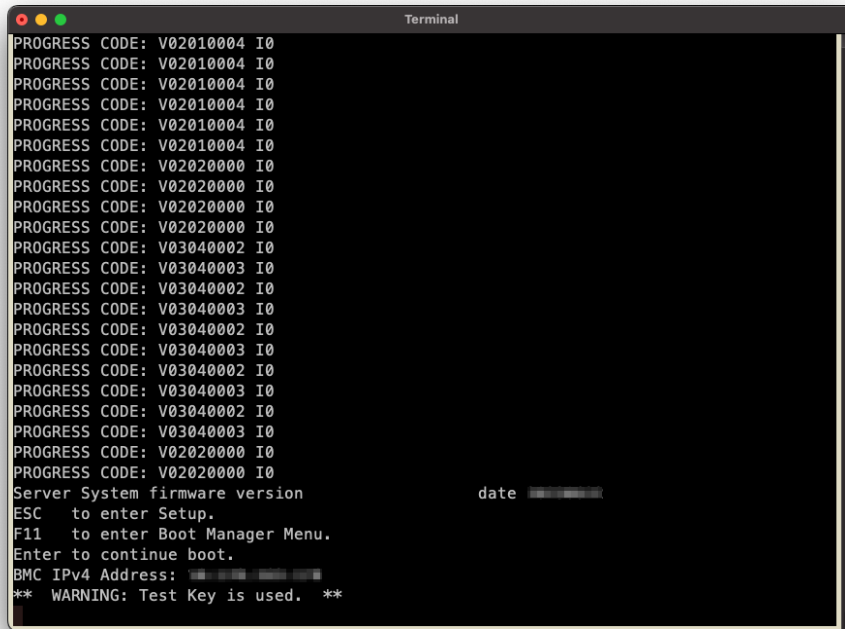 Terminal
PROGRESS CODE: V02010004 I0
PROGRESS CODE: V02010004 I0
PROGRESS CODE: V02010004 I0
PROGRESS CODE: V02010004 I0
PROGRESS CODE: V02010004 I0
PROGRESS CODE: V02010004 I0
PROGRESS CODE: V02020000 I0
PROGRESS CODE: V02020000 I0
PROGRESS CODE: V02020000 I0
PROGRESS CODE: V02020000 I0
PROGRESS CODE: V03040002 I0
PROGRESS CODE: V03040003 I0
PROGRESS CODE: V03040002 I0
PROGRESS CODE: V03040003 I0
PROGRESS CODE: V03040002 I0
PROGRESS CODE: V03040003 I0
PROGRESS CODE: V03040002 I0
PROGRESS CODE: V03040003 I0
PROGRESS CODE: V03040002 I0
PROGRESS CODE: V03040003 I0
PROGRESS CODE: V02020000 I0
PROGRESS CODE: V02020000 I0
Server System firmware version date
ESC to enter Setup.
F11 to enter Boot Manager Menu.
Enter to continue boot.
BMC IPv4 Address:
** WARNING: Test Key is used. **